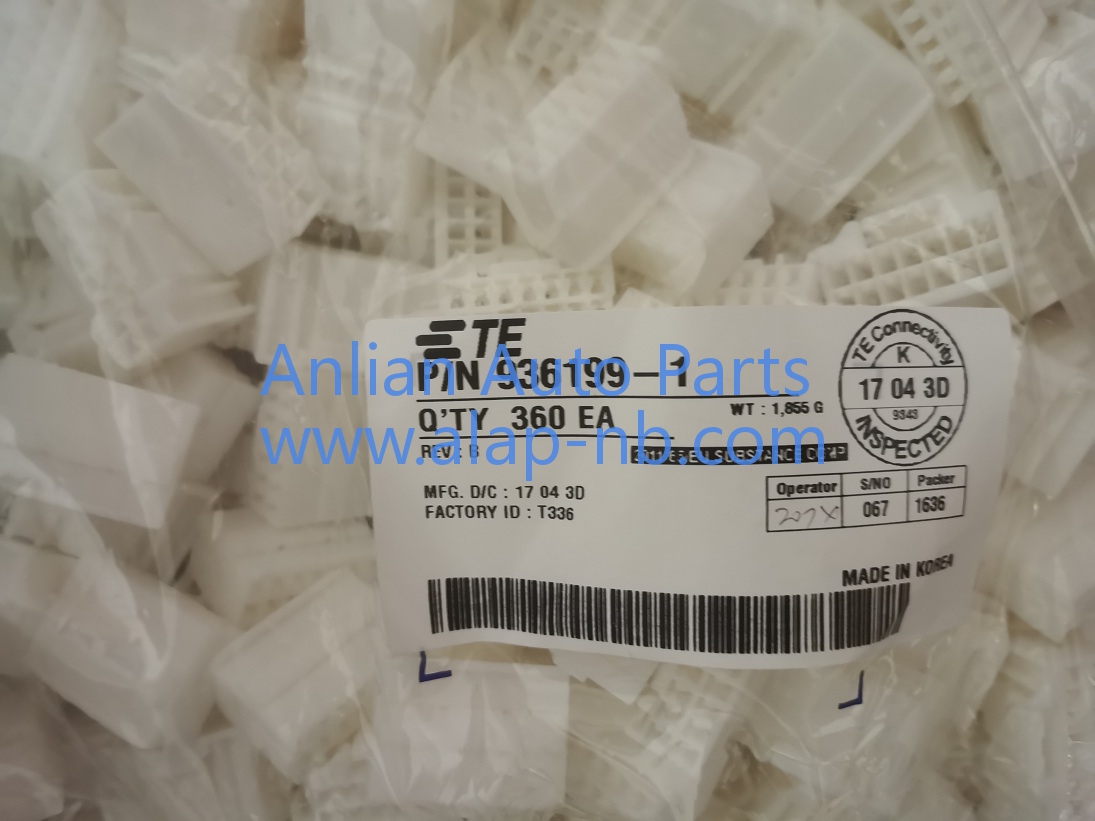 TE
P/N 936199-1
Q'TY 360 EA
WT : 1,855 G
REV : B
MFG. D/C : 17 04 3D
FACTORY ID : T336
TE Connectivity
K
17 04 3D
9343
INSPECTED
Operator S/NO Packer
067 1636
MADE IN KOREA
Anlian Auto Parts
www.alap-nb.com